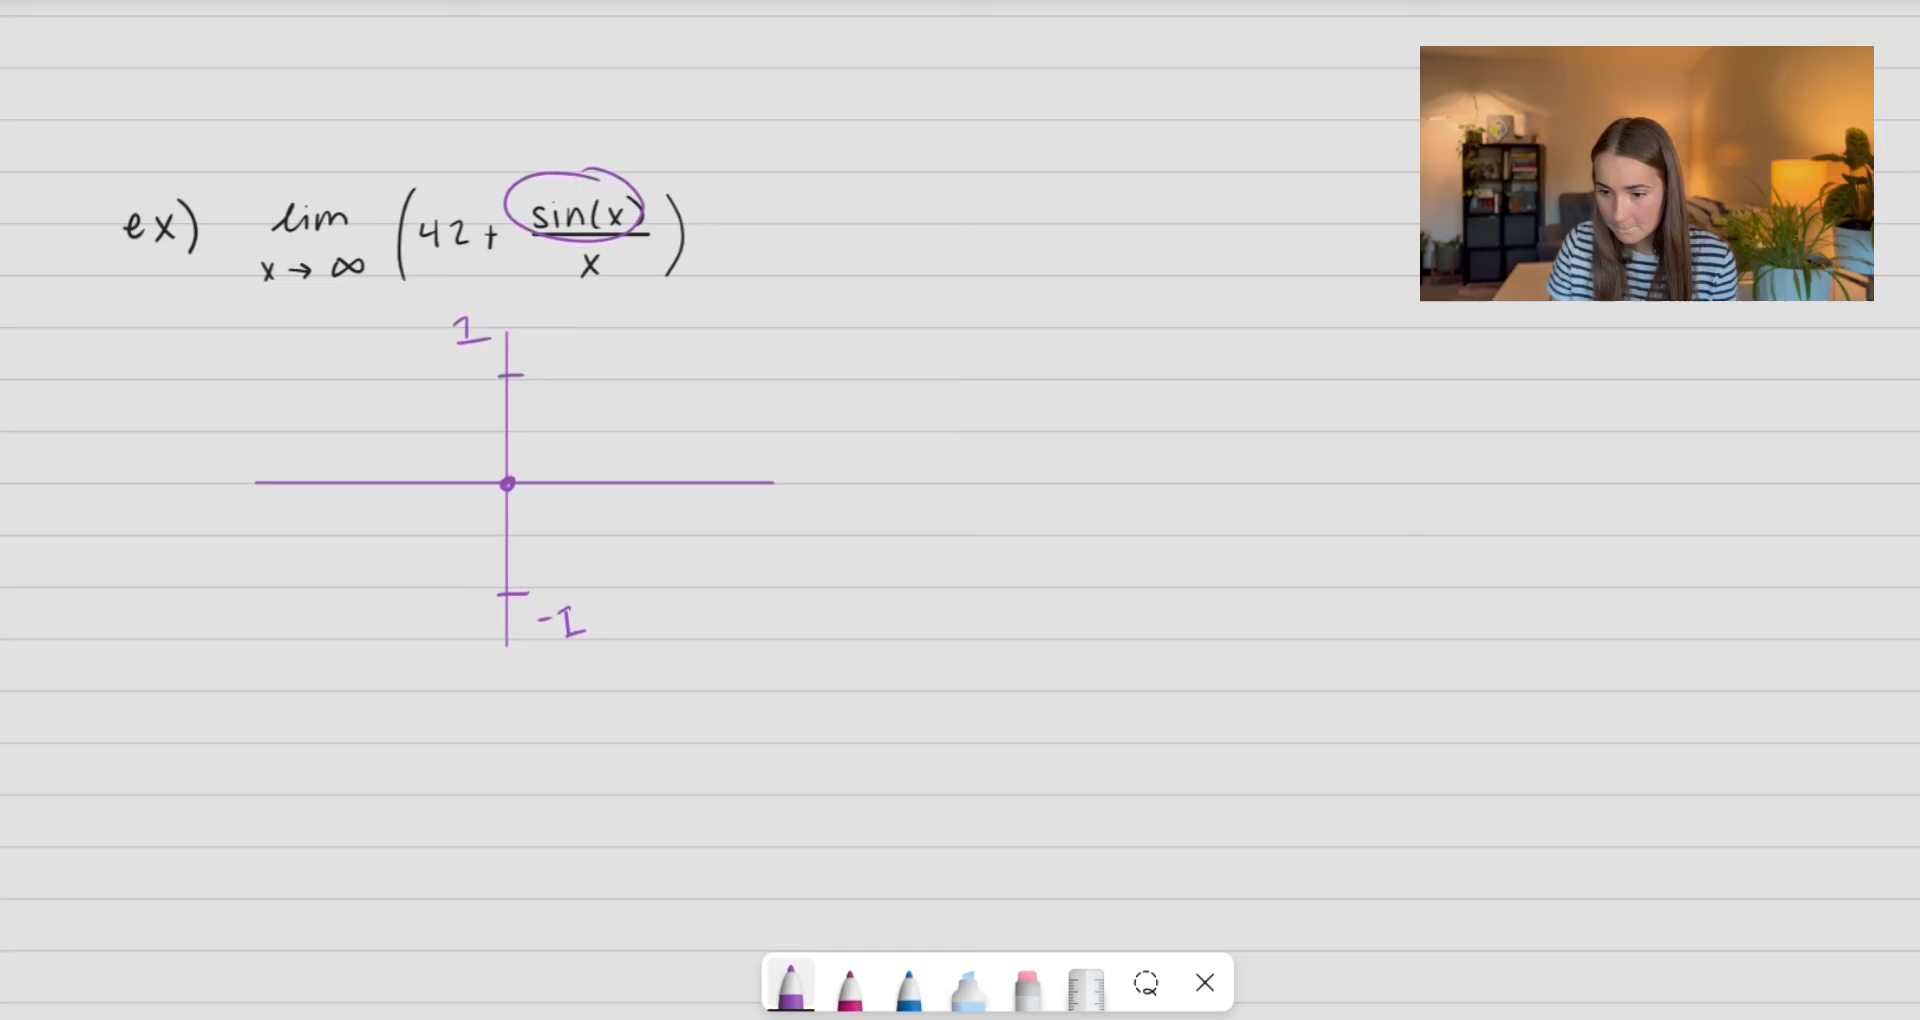 ex) lim (42 + sin(x)
x → ∞ x )
1
-1